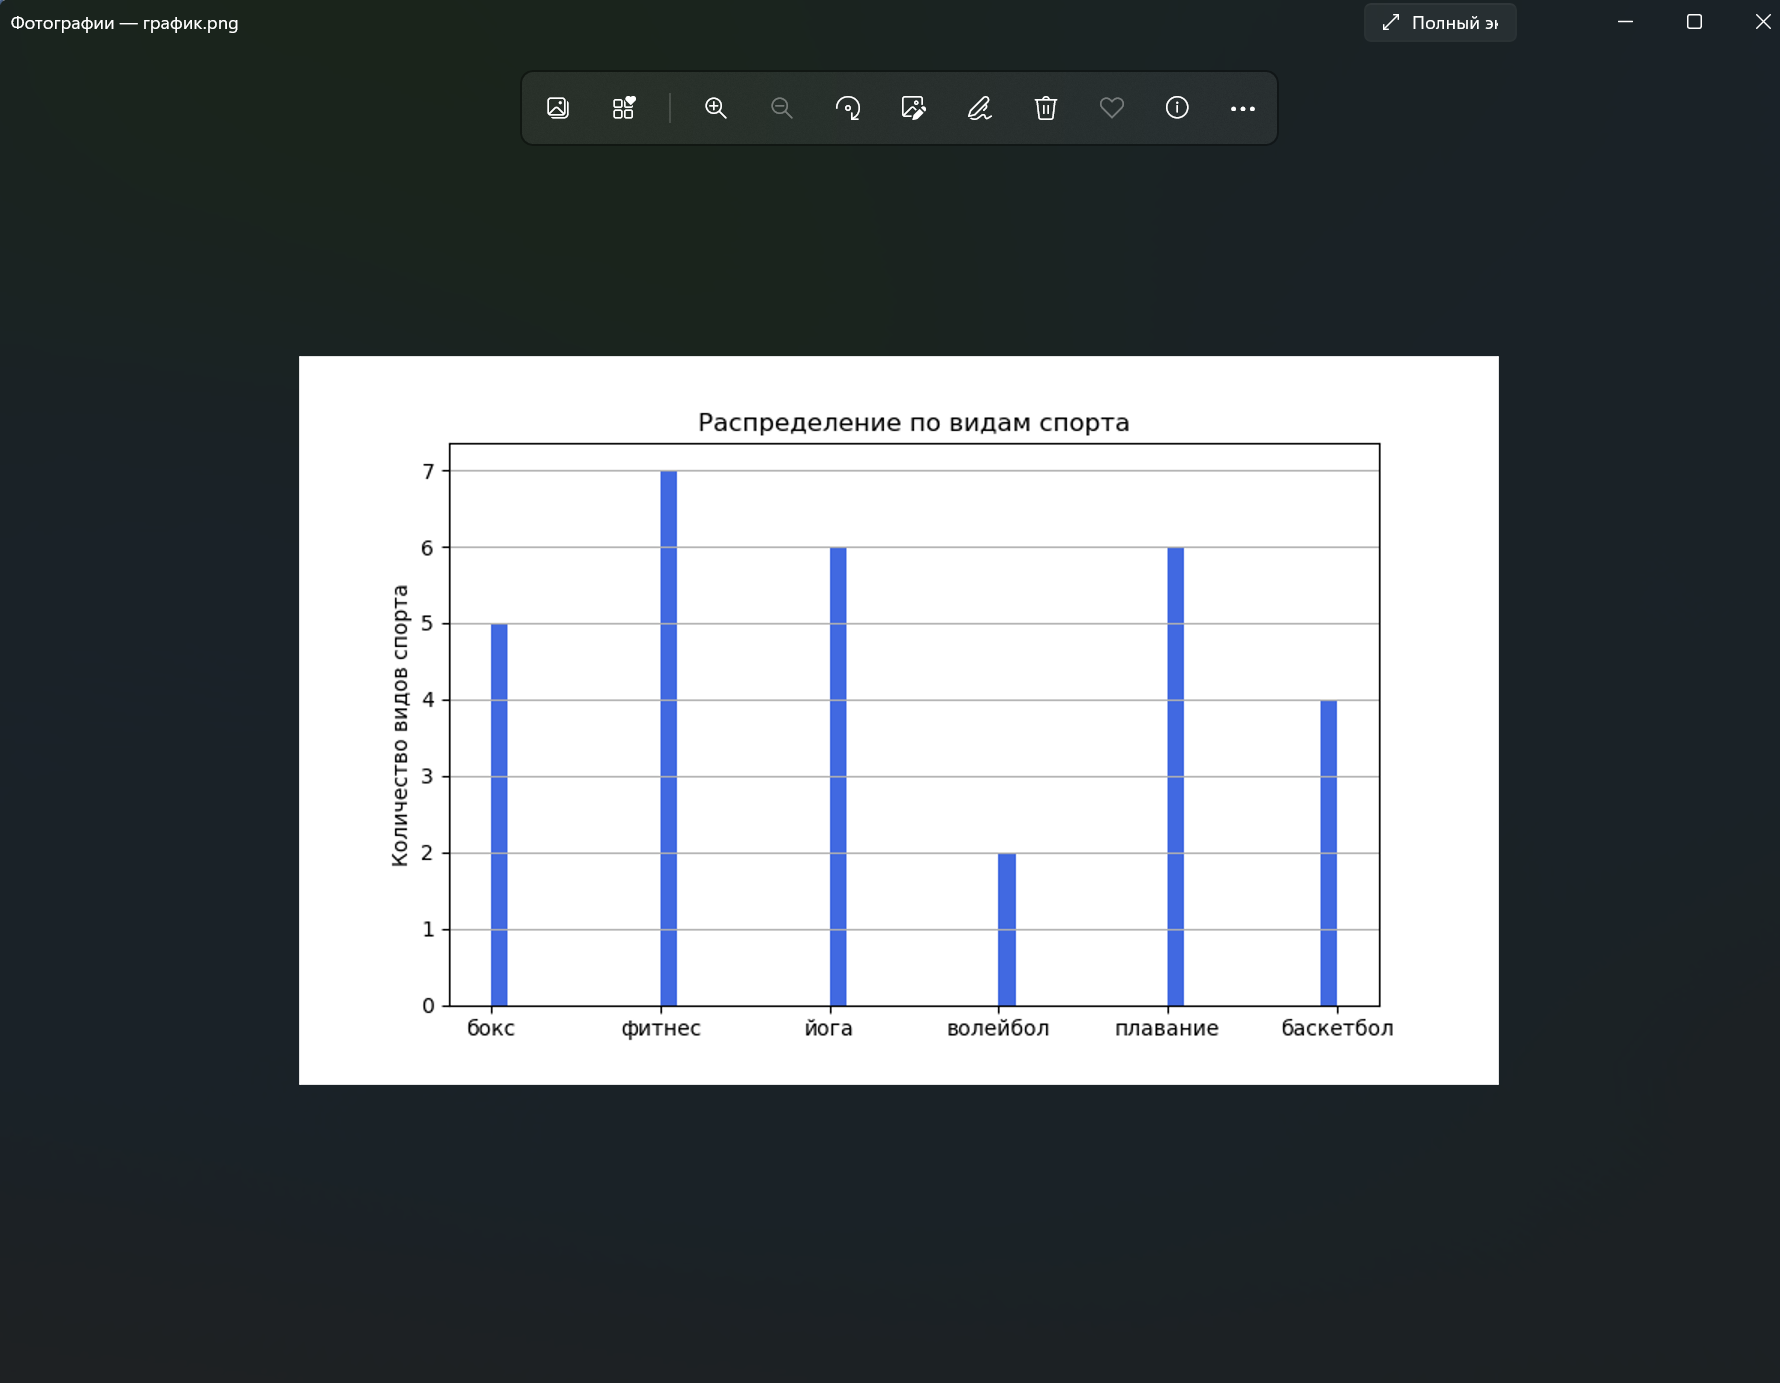 Фотографии — график.png
Полный эк
Распределение по видам спорта
Количество видов спорта
7
6
5
4
3
2
1
0
бокс фитнес йога волейбол плавание баскетбол